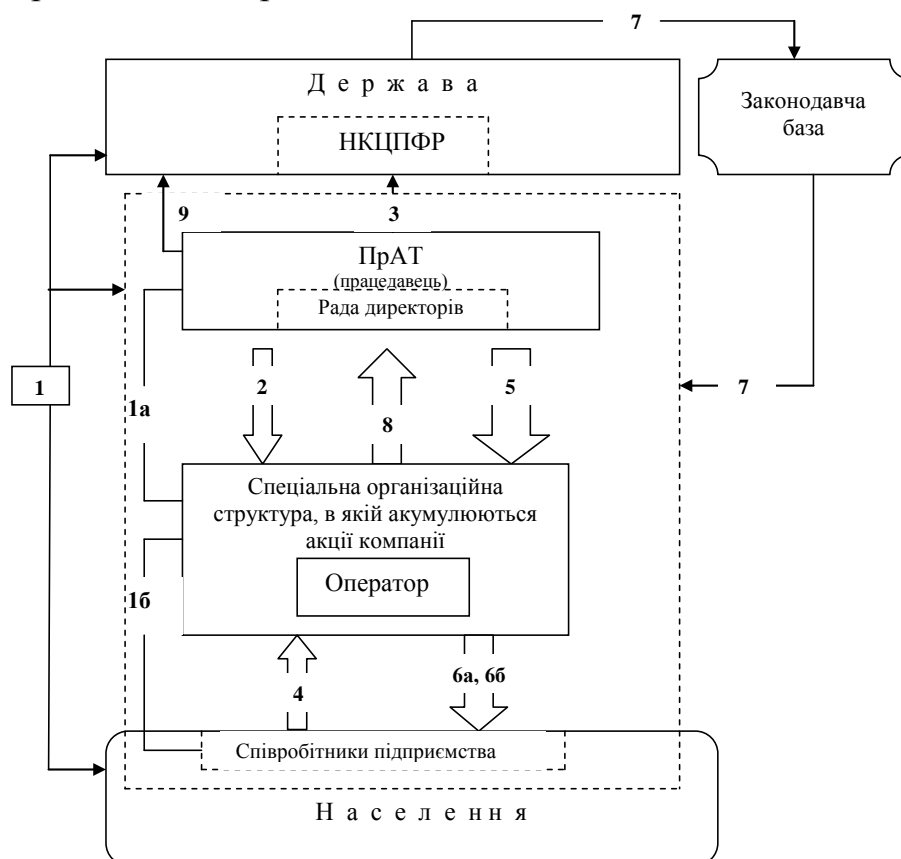 7
Д е р ж а в а
НКЦПФР
Законодавча
база
9
3
ПрАТ
(працедавець)
Рада директорів
1
1а
2
8
5
7
Спеціальна організаційна
структура, в якій акумулюються
акції компанії
Оператор
1б
4
6а, 6б
Співробітники підприємства
Н а с е л е н н я